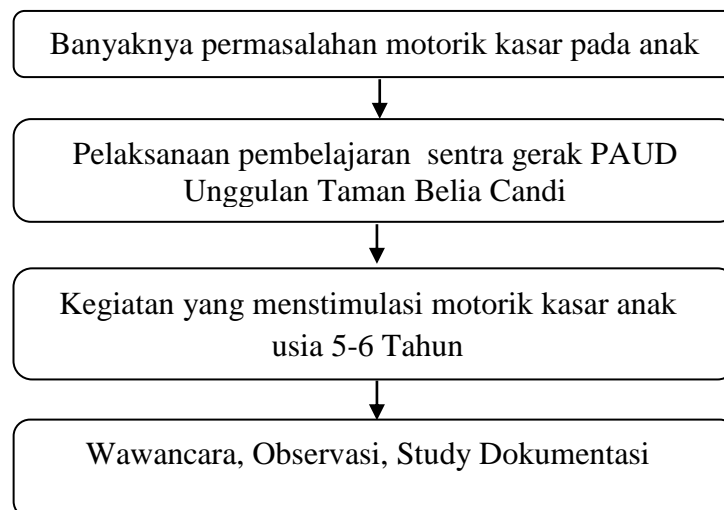 Banyaknya permasalahan motorik kasar pada anak
Pelaksanaan pembelajaran sentra gerak PAUD
Unggulan Taman Belia Candi
Kegiatan yang menstimulasi motorik kasar anak
usia 5-6 Tahun
Wawancara, Observasi, Study Dokumentasi